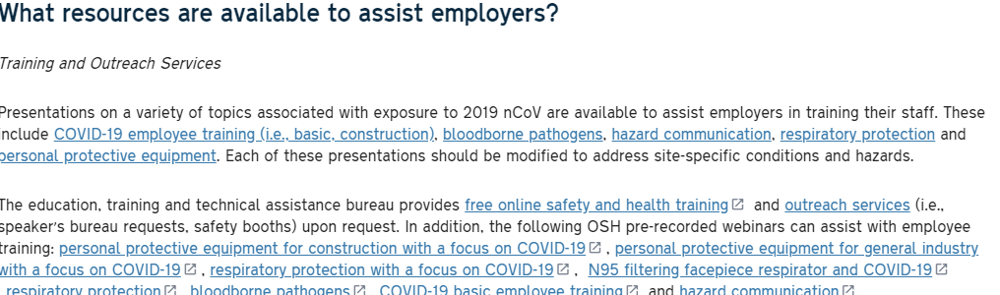 What resources are available to assist employers?
Training and Outreach Services
Presentations on a variety of topics associated with exposure to 2019 nCoV are available to assist employers in training their staff. These
include COVID-19 employee training (i.e., basic, construction), bloodborne pathogens, hazard communication, respiratory protection and
personal protective equipment. Each of these presentations should be modified to address site-specific conditions and hazards.
The education, training and technical assistance bureau provides free online safety and health training and outreach services (i.e.,
speaker's bureau requests, safety booths) upon request. In addition, the following OSH pre-recorded webinars can assist with employee
training: personal protective equipment for construction with a focus on COVID-19 , personal protective equipment for general industry
with a focus on COVID-19 , respiratory protection with a focus on COVID-19 , N95 filtering facepiece respirator and COVID-19
, respiratory protection , bloodborne pathogens , COVID-19 basic employee training and hazard communication